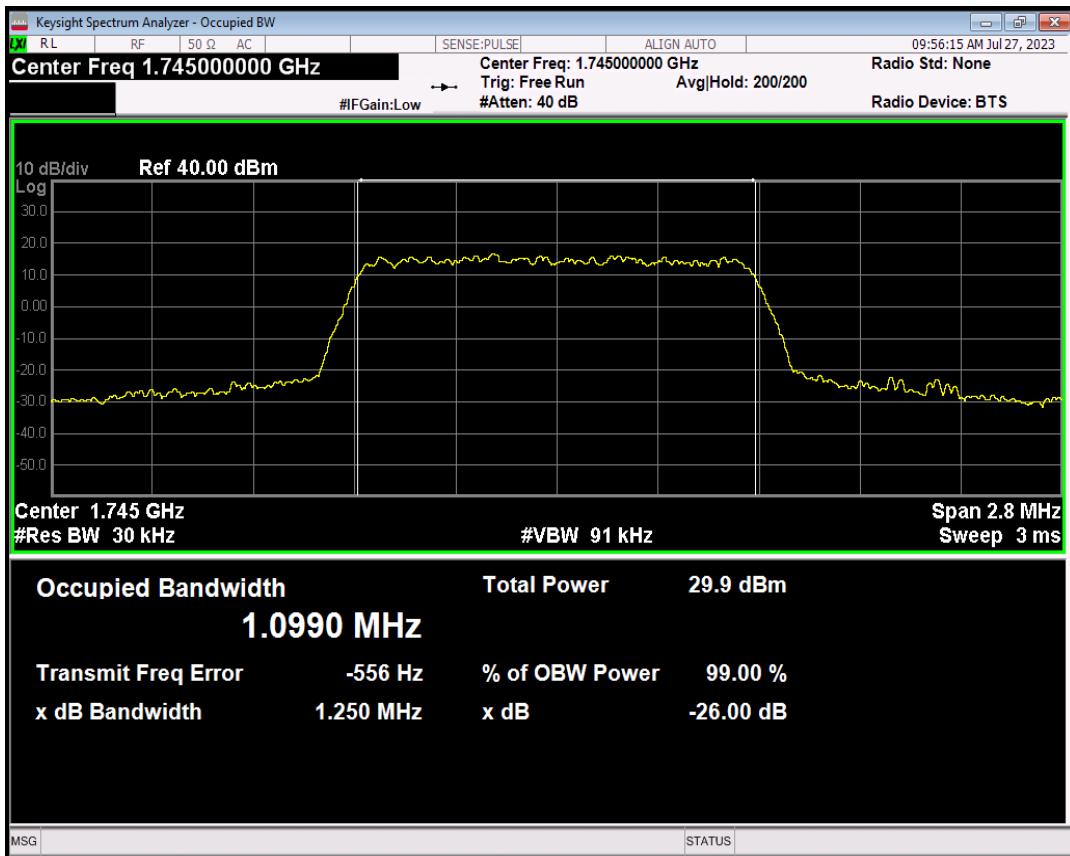 Keysight Spectrum Analyzer - Occupied BW
LXI RL RF 50 Ω AC SENSE:PULSE ALIGN AUTO 09:56:15 AM Jul 27, 2023
Center Freq 1.745000000 GHz Center Freq: 1.745000000 GHz Radio Std: None
Trig: Free Run Avg|Hold: 200/200
#IFGain:Low #Atten: 40 dB Radio Device: BTS
10 dB/div Ref 40.00 dBm
Log
30.0
20.0
10.0
0.00
-10.0
-20.0
-30.0
-40.0
-50.0
Center 1.745 GHz Span 2.8 MHz
#Res BW 30 kHz #VBW 91 kHz Sweep 3 ms
Occupied Bandwidth Total Power 29.9 dBm
1.0990 MHz
Transmit Freq Error -556 Hz % of OBW Power 99.00 %
x dB Bandwidth 1.250 MHz x dB -26.00 dB
MSG STATUS